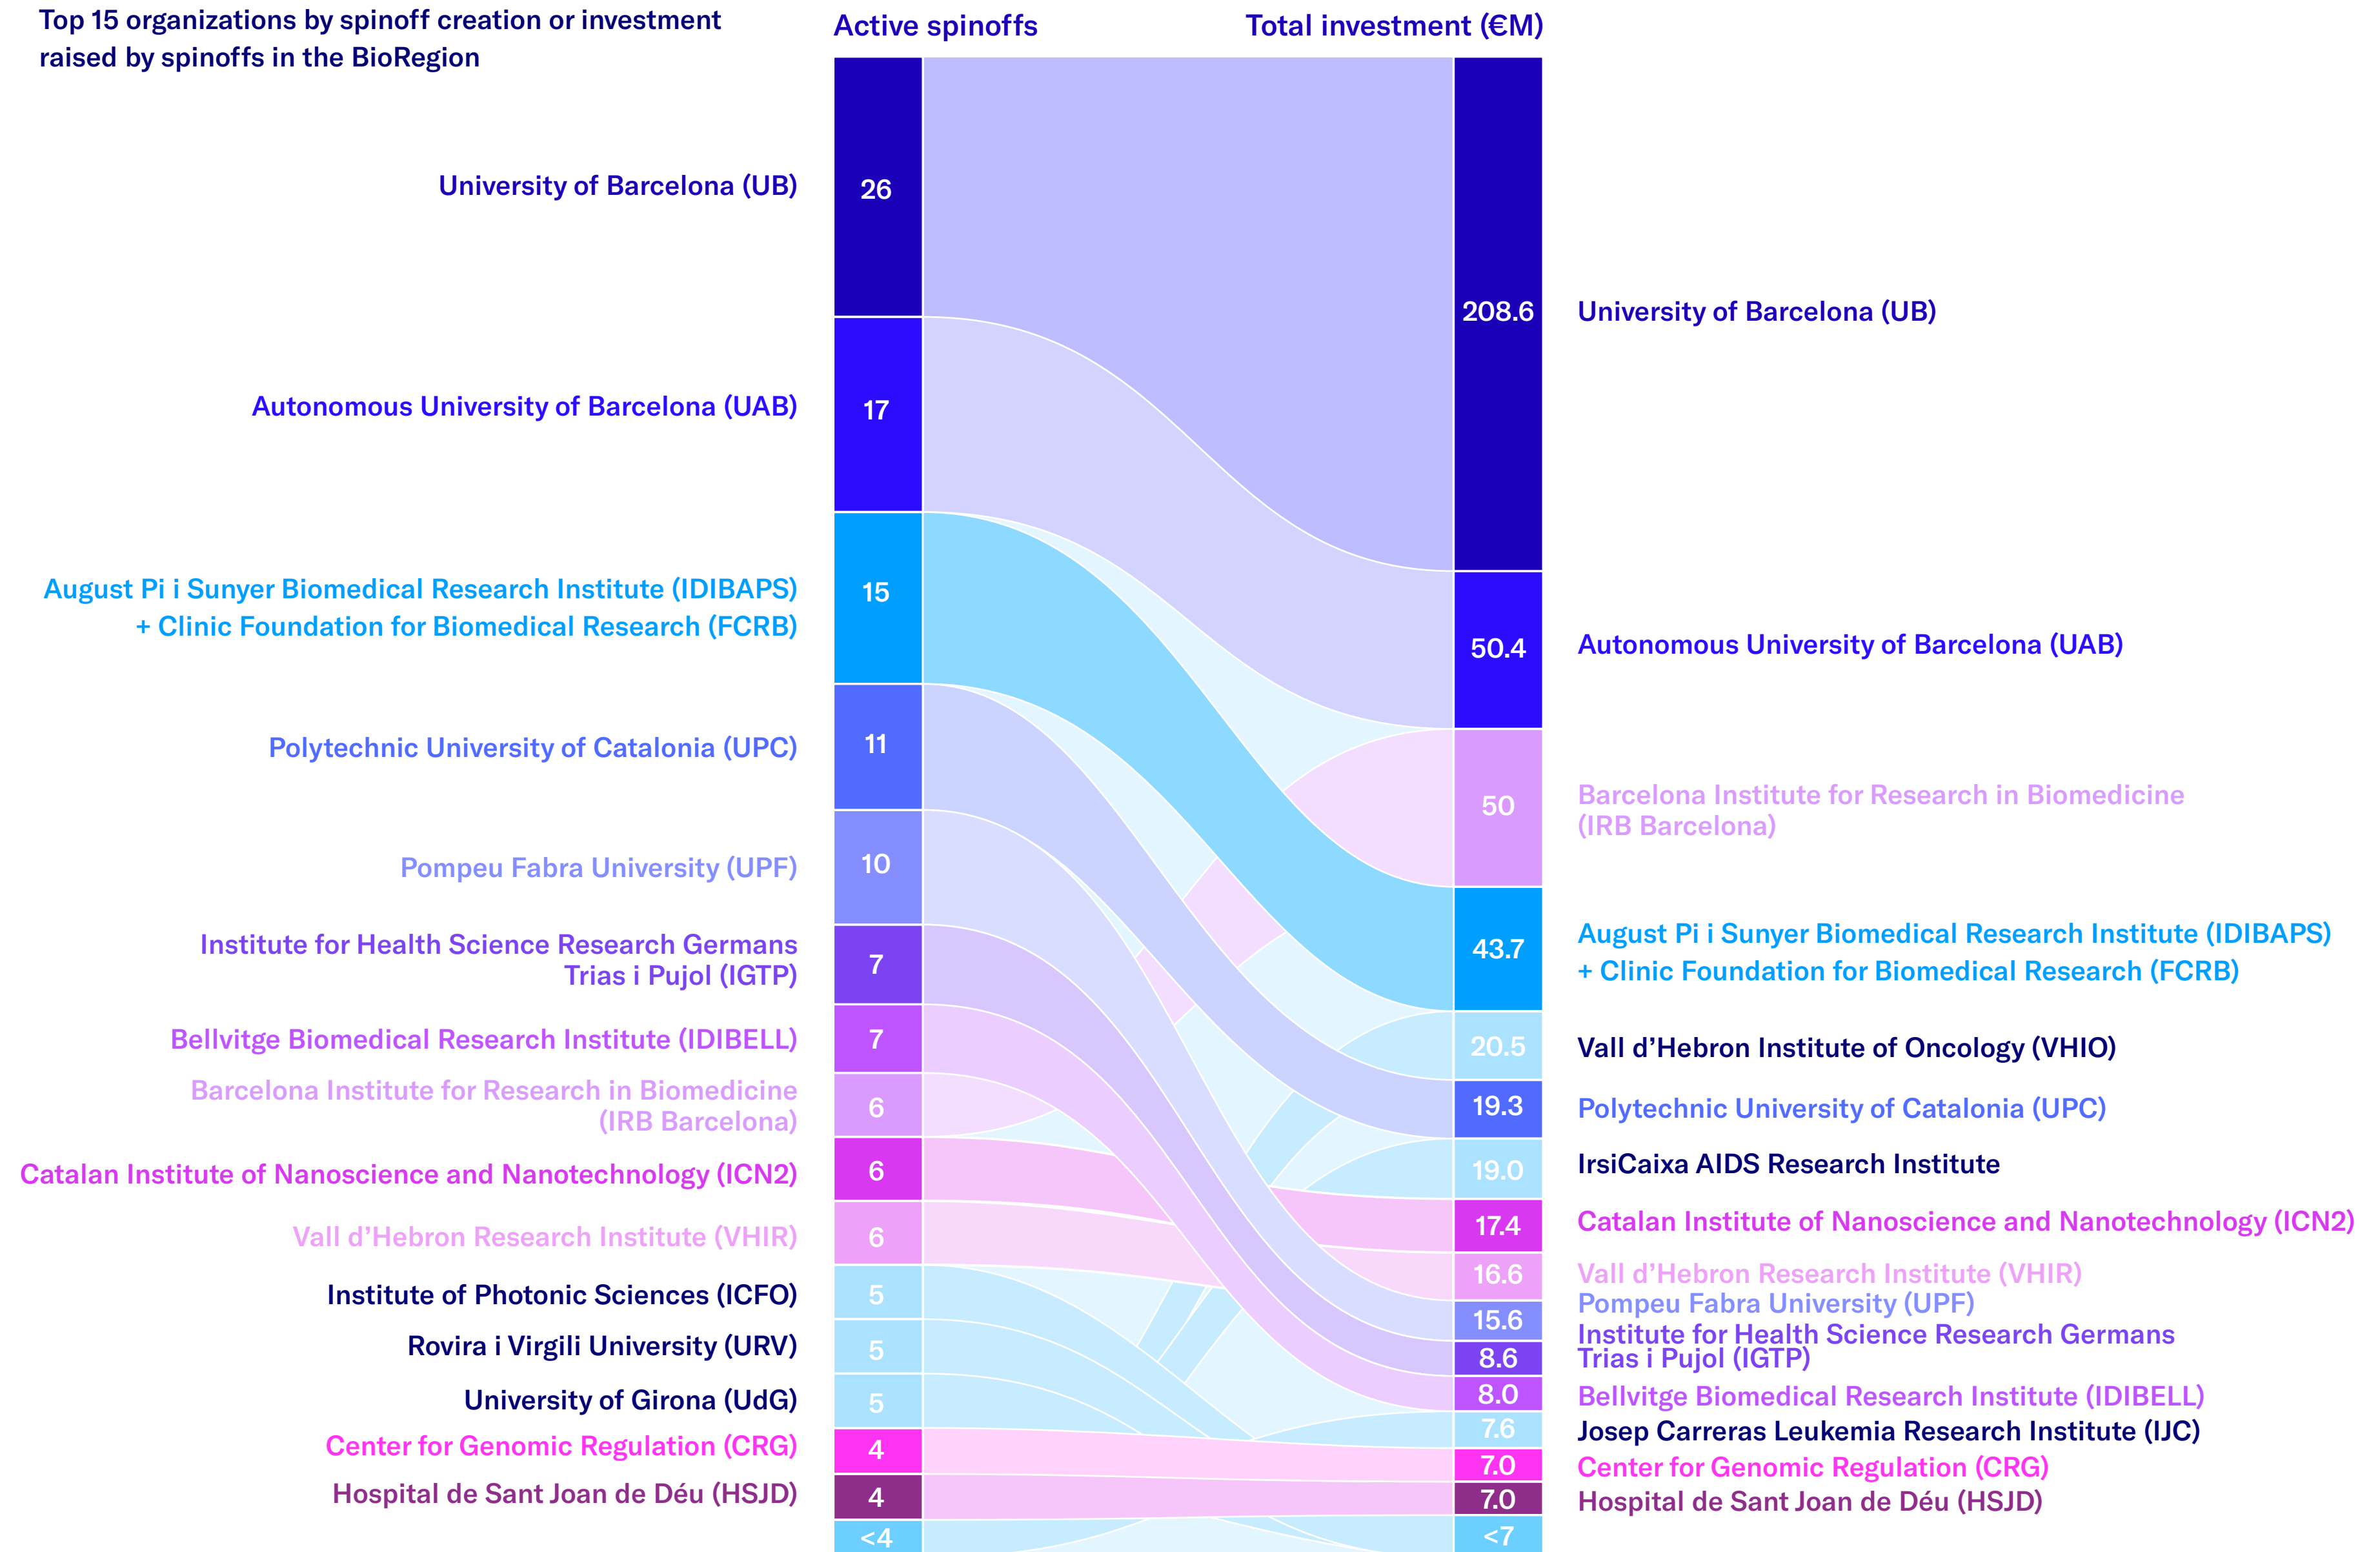 Top 15 organizations by spinoff creation or investment
raised by spinoffs in the BioRegion
Active spinoffs
Total investment (€M)
University of Barcelona (UB)
26
Autonomous University of Barcelona (UAB)
17
August Pi i Sunyer Biomedical Research Institute (IDIBAPS)
+ Clinic Foundation for Biomedical Research (FCRB)
15
Polytechnic University of Catalonia (UPC)
11
Pompeu Fabra University (UPF)
10
Institute for Health Science Research Germans
Trias i Pujol (IGTP)
7
Bellvitge Biomedical Research Institute (IDIBELL)
7
Barcelona Institute for Research in Biomedicine
(IRB Barcelona)
6
Catalan Institute of Nanoscience and Nanotechnology (ICN2)
6
Vall d’Hebron Research Institute (VHIR)
6
Institute of Photonic Sciences (ICFO)
5
Rovira i Virgili University (URV)
5
University of Girona (UdG)
5
Center for Genomic Regulation (CRG)
4
Hospital de Sant Joan de Déu (HSJD)
4
<4
208.6
University of Barcelona (UB)
50.4
Autonomous University of Barcelona (UAB)
50
Barcelona Institute for Research in Biomedicine
(IRB Barcelona)
43.7
August Pi i Sunyer Biomedical Research Institute (IDIBAPS)
+ Clinic Foundation for Biomedical Research (FCRB)
20.5
Vall d’Hebron Institute of Oncology (VHIO)
19.3
Polytechnic University of Catalonia (UPC)
19.0
IrsiCaixa AIDS Research Institute
17.4
Catalan Institute of Nanoscience and Nanotechnology (ICN2)
16.6
Vall d’Hebron Research Institute (VHIR)
15.6
Pompeu Fabra University (UPF)
8.6
Institute for Health Science Research Germans
Trias i Pujol (IGTP)
8.0
Bellvitge Biomedical Research Institute (IDIBELL)
7.6
Josep Carreras Leukemia Research Institute (IJC)
7.0
Center for Genomic Regulation (CRG)
7.0
Hospital de Sant Joan de Déu (HSJD)
<7